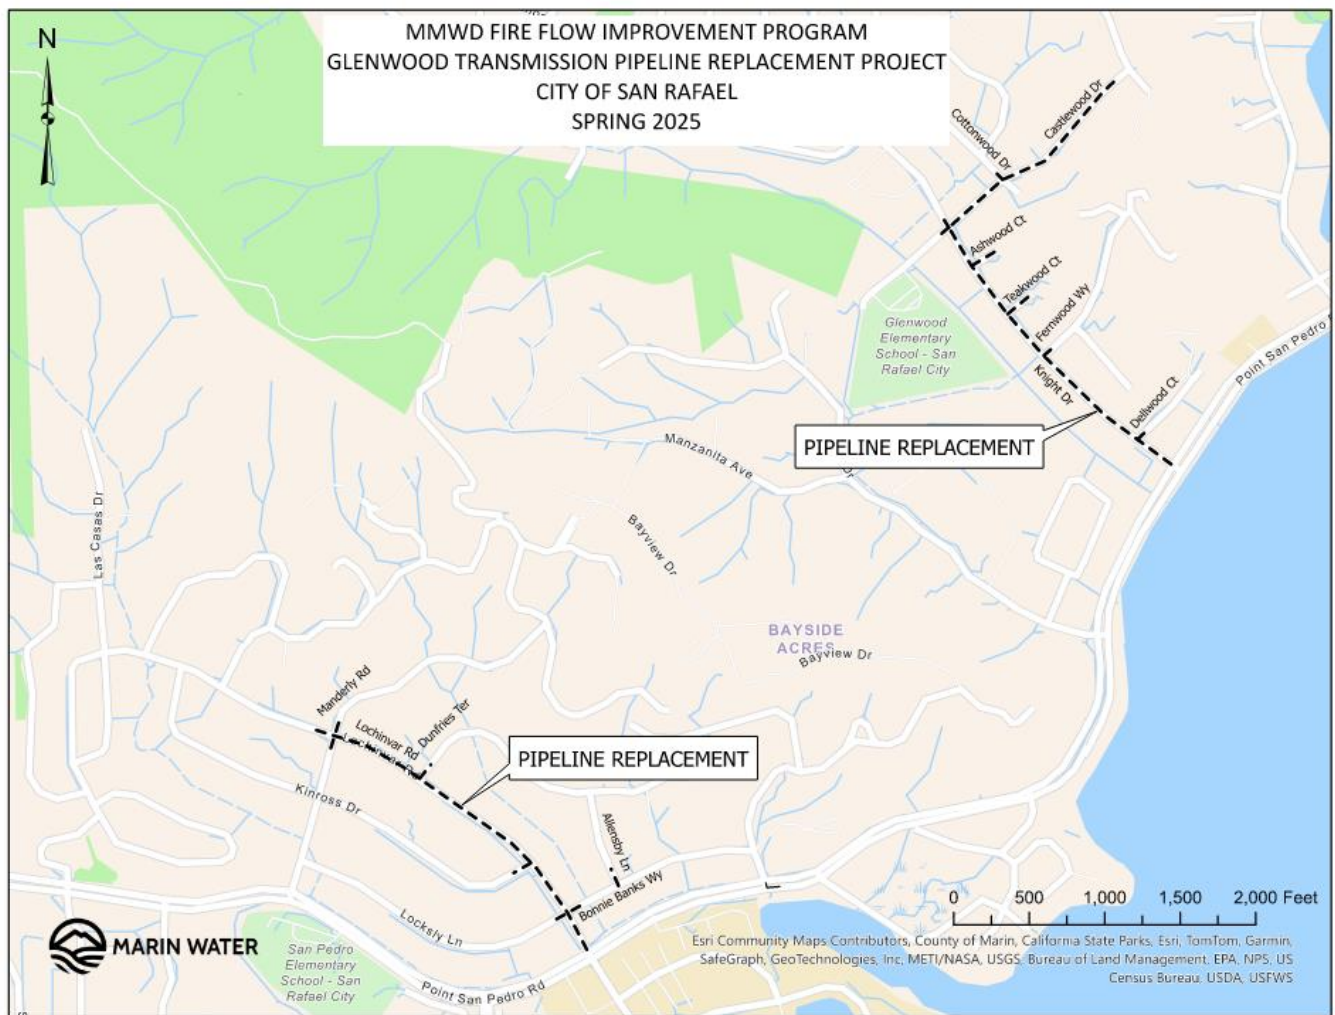 MMWD FIRE FLOW IMPROVEMENT PROGRAM
GLENWOOD TRANSMISSION PIPELINE REPLACEMENT PROJECT
CITY OF SAN RAFAEL
SPRING 2025
N
Cottonwood Dr
Castlewood Dr
Ashwood Ct
Teakwood Ct
Fernwood Wy
Glenwood
Elementary
School - San
Rafael City
Knight Dr
Dellwood Ct
Point San Pedro
PIPELINE REPLACEMENT
Manzanita Ave
Dr
Las Casas Dr
Bayview Dr
BAYSIDE
ACRES
Bayview Dr
Manderly Rd
Lochinvar Rd
Lochinvar Rd
Dunfries Ter
PIPELINE REPLACEMENT
Kinross Dr
Allensby Ln
Bonnie Banks Wy
Locksly Ln
0 500 1,000 1,500 2,000 Feet
MARIN WATER
San Pedro
Elementary
School - San
Rafael City
Point San Pedro Rd
Esri Community Maps Contributors, County of Marin, California State Parks, Esri, TomTom, Garmin,
SafeGraph, GeoTechnologies, Inc, METI/NASA, USGS, Bureau of Land Management, EPA, NPS, US
Census Bureau, USDA, USFWS